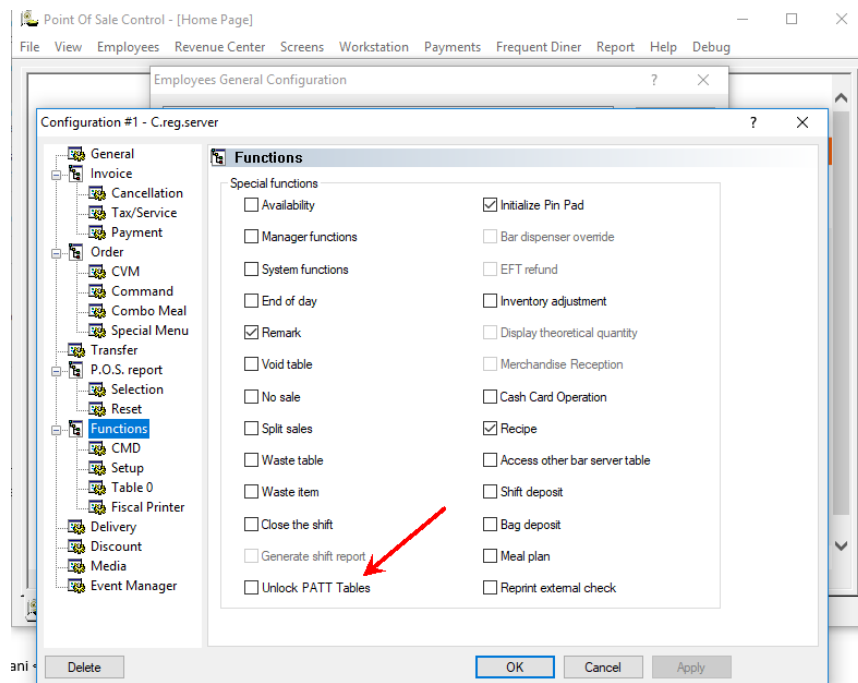 Point Of Sale Control - [Home Page]
File View Employees Revenue Center Screens Workstation Payments Frequent Diner Report Help Debug
Employees General Configuration ?
Configuration #1 - C.reg.server ?
General
Invoice
Cancellation
Tax/Service
Payment
Order
CVM
Command
Combo Meal
Special Menu
Transfer
P.O.S. report
Selection
Reset
Functions
CMD
Setup
Table 0
Fiscal Printer
Delivery
Discount
Media
Event Manager
Functions
Special functions
Availability
Manager functions
System functions
End of day
Remark
Void table
No sale
Split sales
Waste table
Waste item
Close the shift
Generate shift report
Unlock PATT Tables
Initialize Pin Pad
Bar dispenser override
EFT refund
Inventory adjustment
Display theoretical quantity
Merchandise Reception
Cash Card Operation
Recipe
Access other bar server table
Shift deposit
Bag deposit
Meal plan
Reprint external check
ani <
Delete OK Cancel Apply